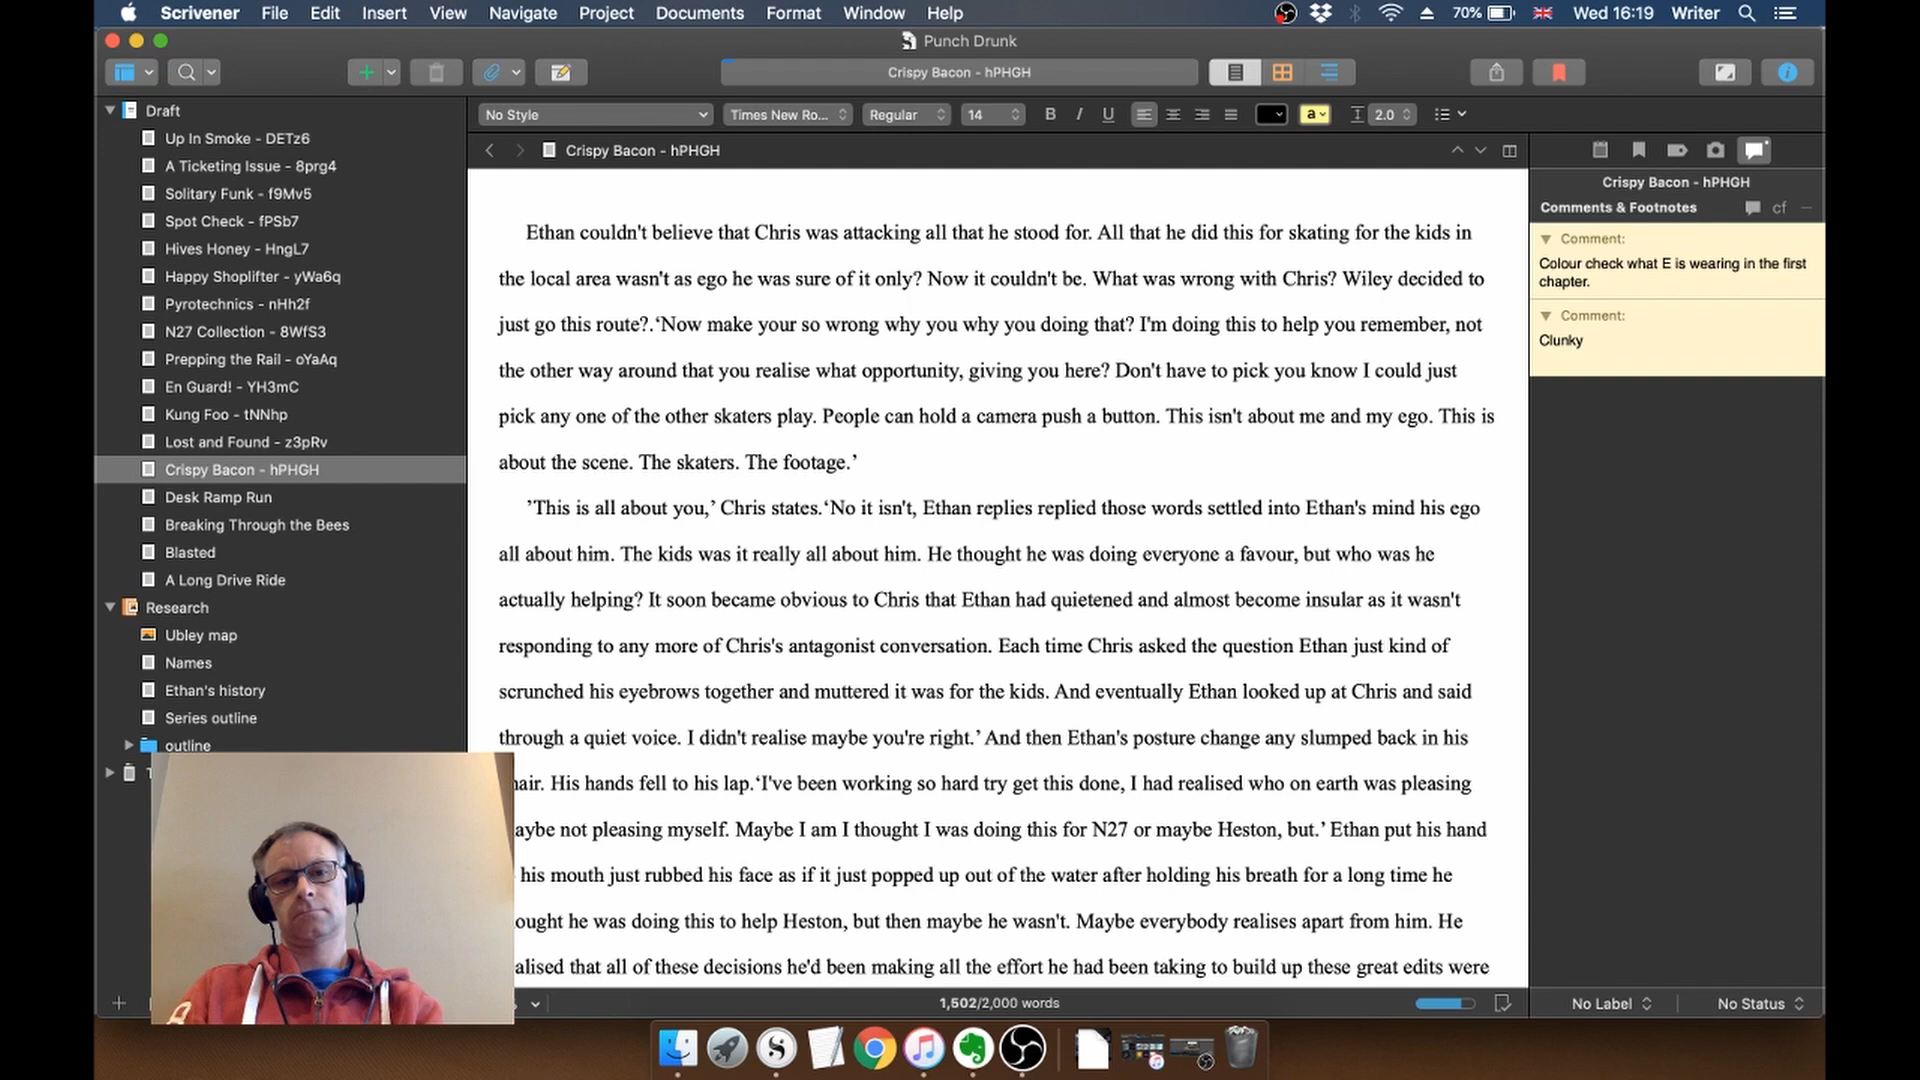 Scrivener File Edit Insert View Navigate Project Documents Format Window Help
70% Wed 16:19 Writer
Punch Drunk
Crispy Bacon - hPHGH
No Style Times New Ro... Regular 14 B I U a 2.0
Draft
Up In Smoke - DETz6
A Ticketing Issue - 8prg4
Solitary Funk - f9Mv5
Spot Check - fPSb7
Hives Honey - HngL7
Happy Shoplifter - yWa6q
Pyrotechnics - nHh2f
N27 Collection - 8WfS3
Prepping the Rail - oYaAq
En Guard! - YH3mC
Kung Foo - tNNhp
Lost and Found - z3pRv
Crispy Bacon - hPHGH
Desk Ramp Run
Breaking Through the Bees
Blasted
A Long Drive Ride
Research
Ubley map
Names
Ethan's history
Series outline
outline
Crispy Bacon - hPHGH
Ethan couldn't believe that Chris was attacking all that he stood for. All that he did this for skating for the kids in
the local area wasn't as ego he was sure of it only? Now it couldn't be. What was wrong with Chris? Wiley decided to
just go this route?.‘Now make your so wrong why you why you doing that? I'm doing this to help you remember, not
the other way around that you realise what opportunity, giving you here? Don't have to pick you know I could just
pick any one of the other skaters play. People can hold a camera push a button. This isn't about me and my ego. This is
about the scene. The skaters. The footage.’
’This is all about you,’ Chris states.‘No it isn't, Ethan replies replied those words settled into Ethan's mind his ego
all about him. The kids was it really all about him. He thought he was doing everyone a favour, but who was he
actually helping? It soon became obvious to Chris that Ethan had quietened and almost become insular as it wasn't
responding to any more of Chris's antagonist conversation. Each time Chris asked the question Ethan just kind of
scrunched his eyebrows together and muttered it was for the kids. And eventually Ethan looked up at Chris and said
through a quiet voice. I didn't realise maybe you're right.’ And then Ethan's posture change any slumped back in his
hair. His hands fell to his lap.‘I've been working so hard try get this done, I had realised who on earth was pleasing
aybe not pleasing myself. Maybe I am I thought I was doing this for N27 or maybe Heston, but.’ Ethan put his hand
his mouth just rubbed his face as if it just popped up out of the water after holding his breath for a long time he
ought he was doing this to help Heston, but then maybe he wasn't. Maybe everybody realises apart from him. He
alised that all of these decisions he'd been making all the effort he had been taking to build up these great edits were
1,502/2,000 words
Crispy Bacon - hPHGH
Comments & Footnotes cf
Comment:
Colour check what E is wearing in the first
chapter.
Comment:
Clunky
No Label No Status